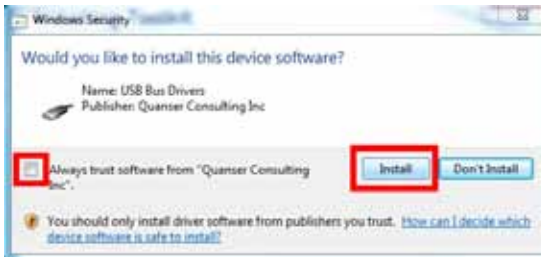 Windows Security
Would you like to install this device software?
Name: USB Bus Drivers
Publisher: Quanser Consulting Inc
Always trust software from "Quanser Consulting
Inc".
Install
Don't Install
You should only install driver software from publishers you trust. How can I decide which
device software is safe to install?